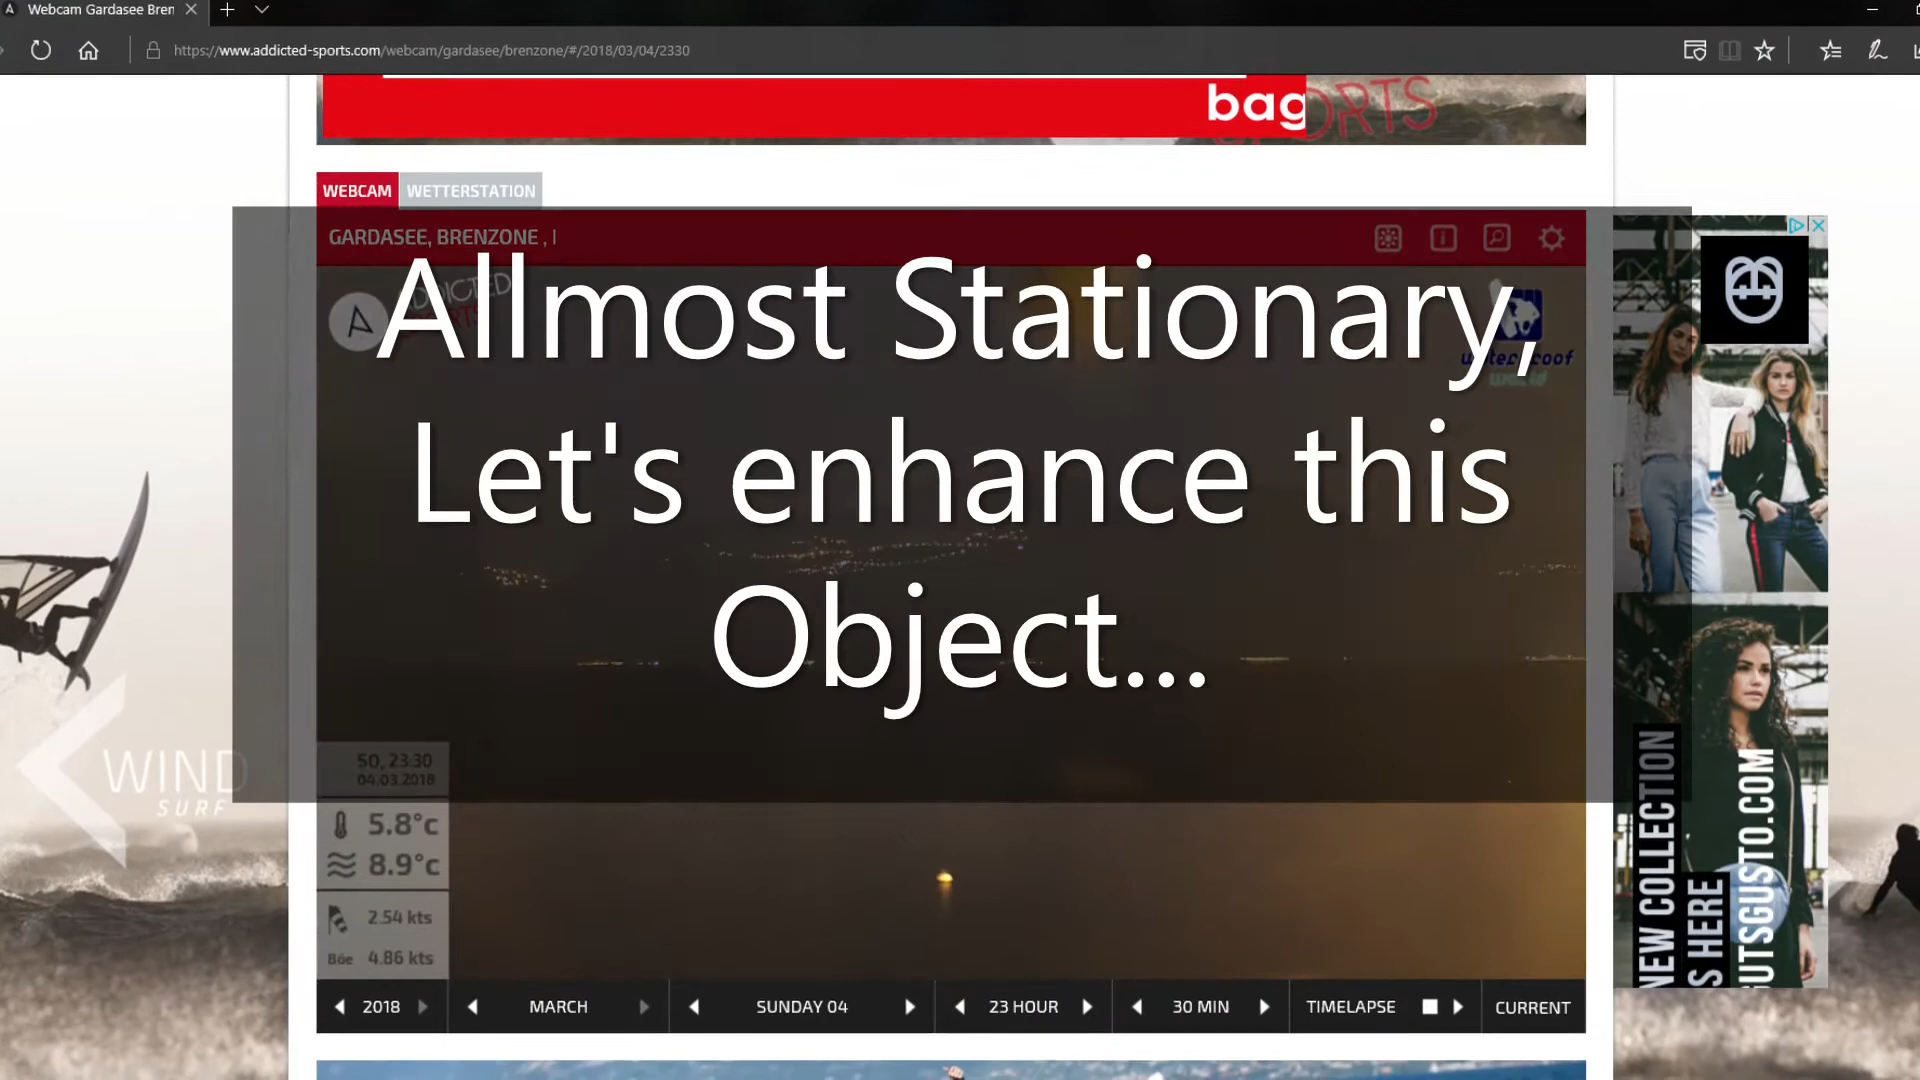 Webcam Gardasee Bren
https://www.addicted-sports.com/webcam/gardasee/brenzone/#/2018/03/04/2330
bag
ORTS
WEBCAM WETTERSTATION
GARDASEE, BRENZONE , I
Allmost Stationary,
Let's enhance this
Object...
waterproof
world
WIND
SURF
SO, 23:30
04.03.2018
5.8°c
8.9°c
2.54 kts
Böe 4.86 kts
NEW COLLECTION
S HERE
UTSGUSTO.COM
2018 MARCH SUNDAY 04 23 HOUR 30 MIN TIMELAPSE CURRENT